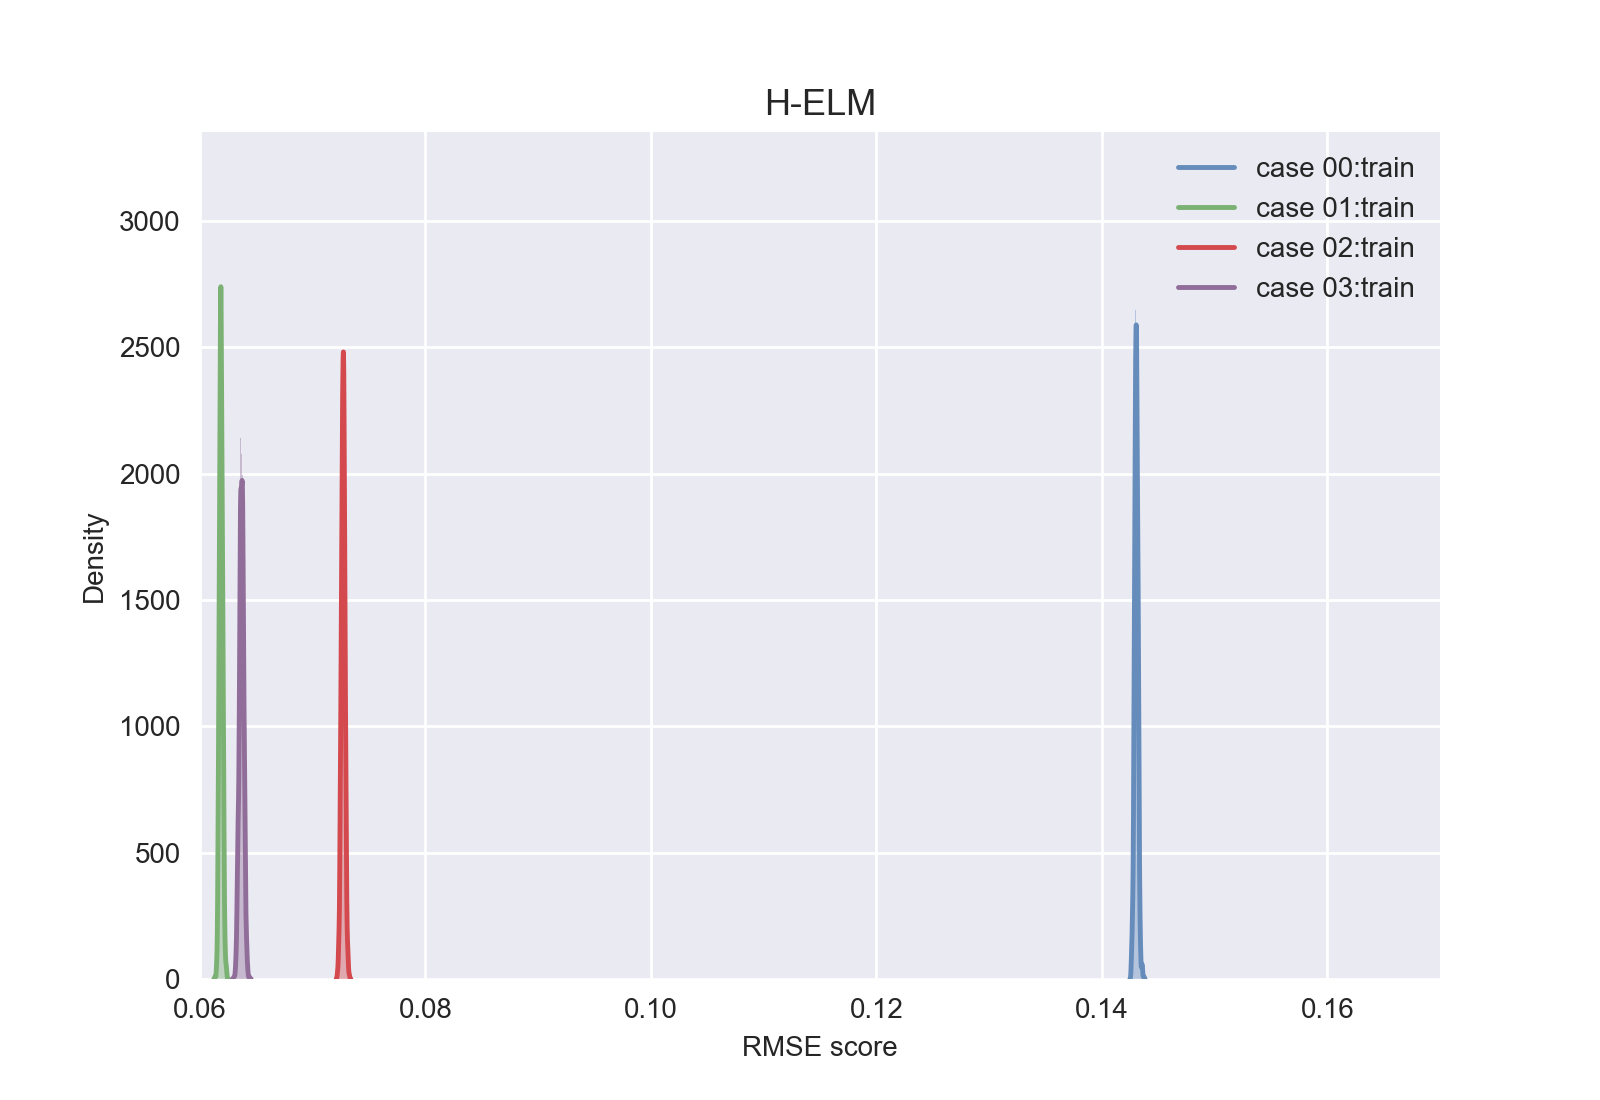 H-ELM
case 00:train
case 01:train
case 02:train
case 03:train
3000
2500
2000
1500
1000
500
0
Density
0.06 0.08 0.10 0.12 0.14 0.16
RMSE score